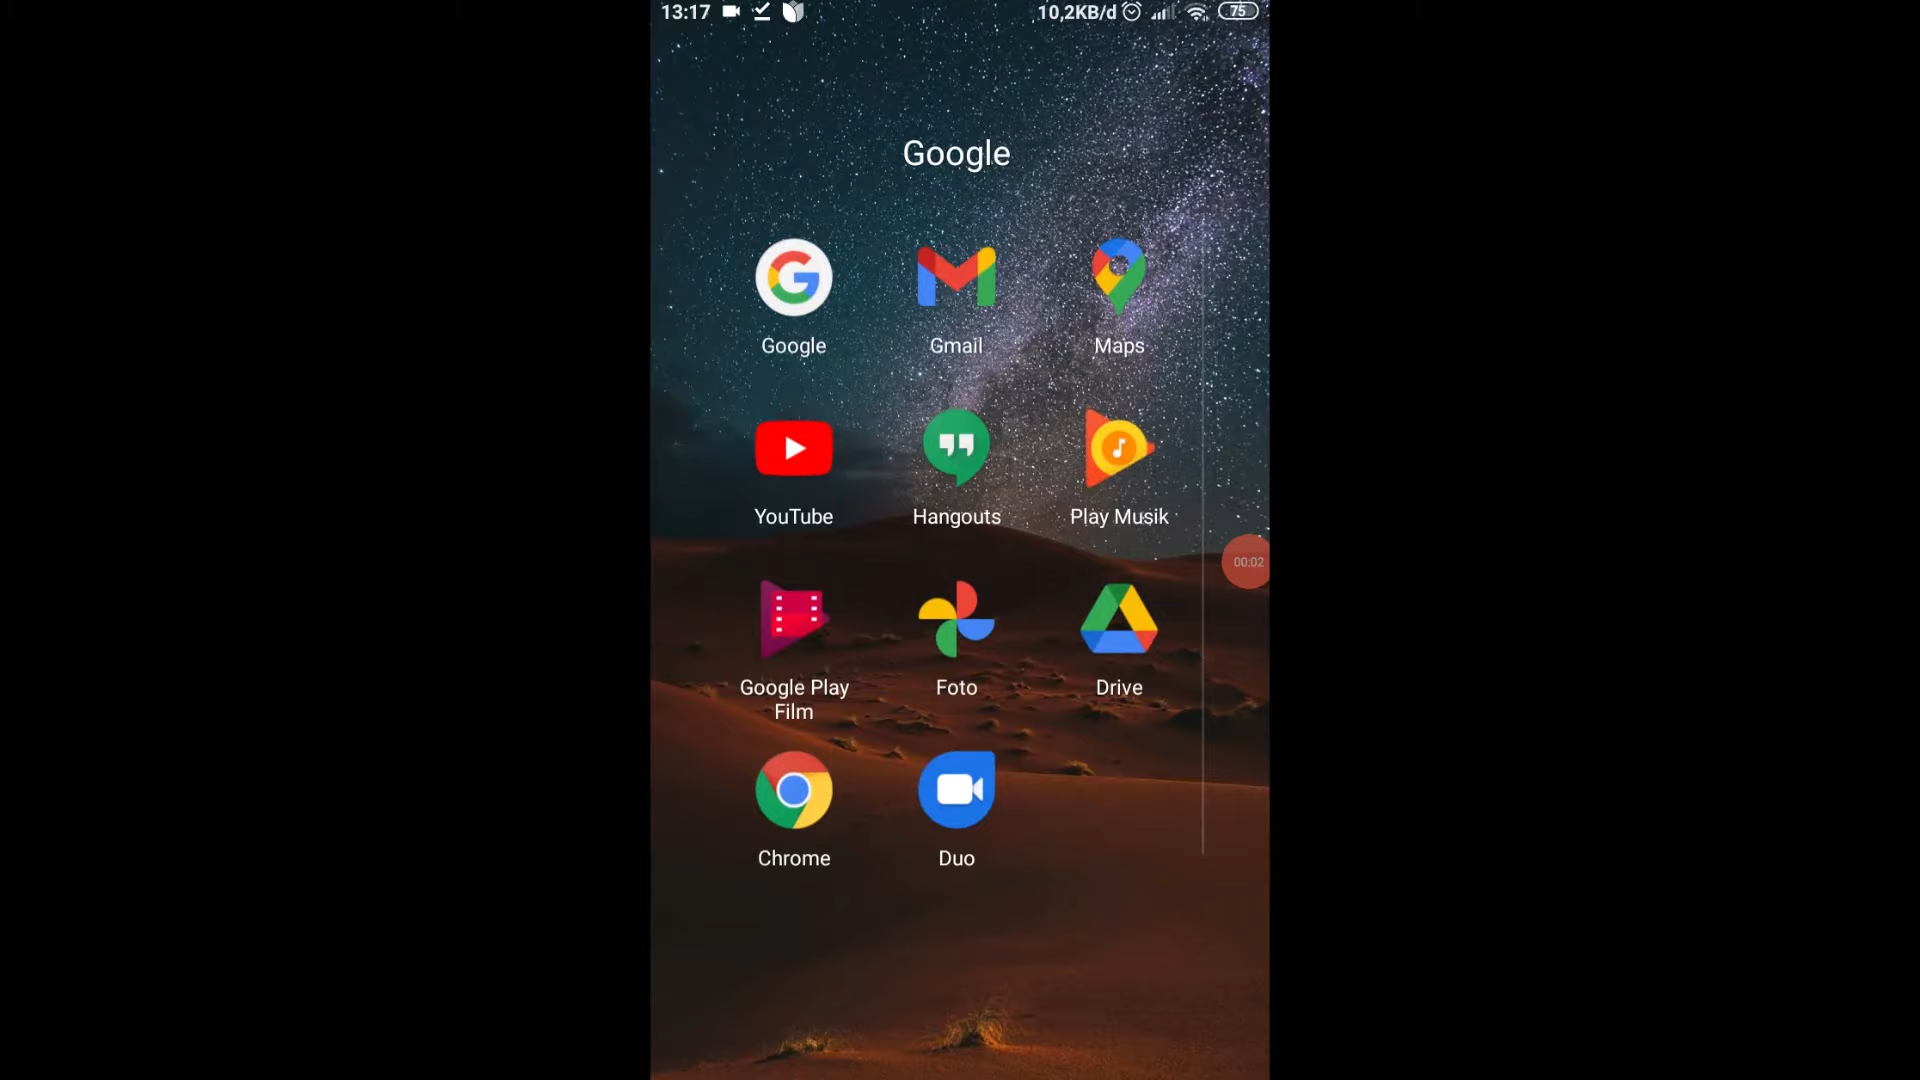 13:17 10,2KB/d 75
Google
Google Gmail Maps
YouTube Hangouts Play Musik
00:02
Google Play
Film
Foto Drive
Chrome Duo